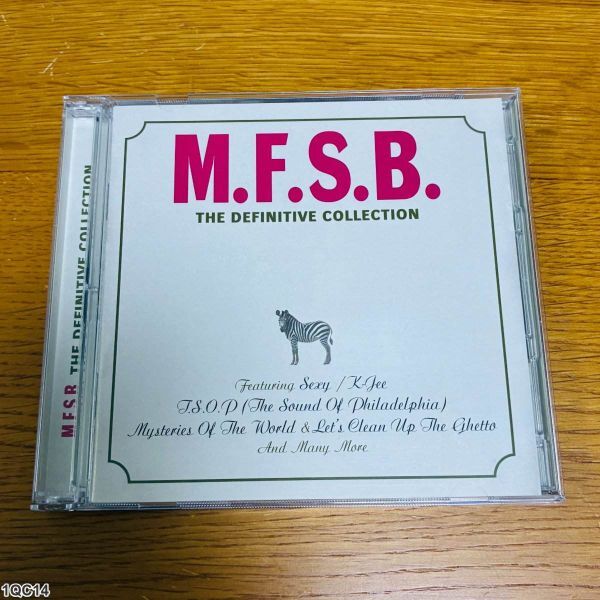 M.F.S.B.
THE DEFINITIVE COLLECTION
Featuring Sexy / K-Jee
T.S.O.P (The Sound Of Philadelphia)
Mysteries Of The World & Let's Clean Up The Ghetto
And Many More
M.F.S.B. THE DEFINITIVE COLLECTION
1QC14